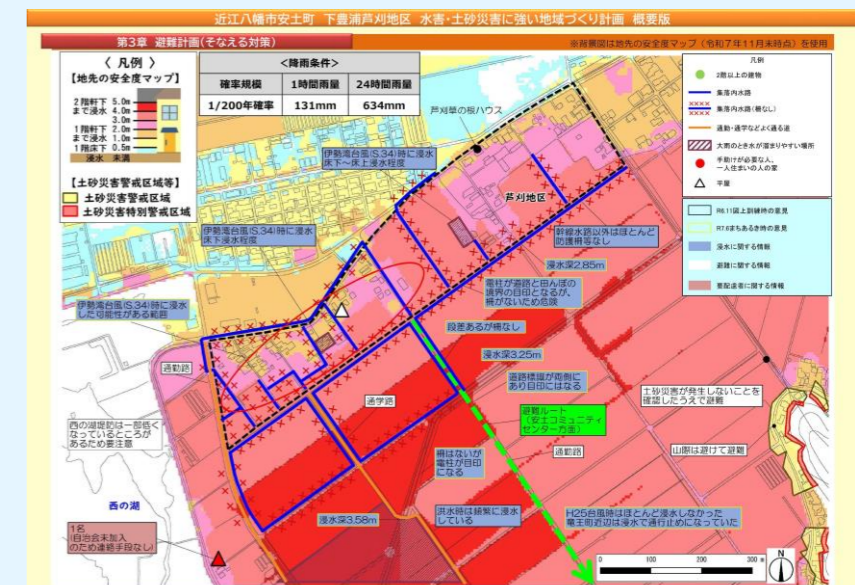 近江八幡市安土町 下豊浦芦刈地区 水害・土砂災害に強い地域づくり計画 概要版
第3章 避難計画(そなえる対策)
※背景図は地先の安全度マップ(令和7年11月末時点)を使用
〈 凡例 〉
【地先の安全度マップ】
2階軒下
まで浸水
1階軒下
まで浸水
1階床下
浸水
5.0m
4.0m
3.0m
2.0m
1.0m
0.5m
未満
【土砂災害警戒区域等】
土砂災害警戒区域
土砂災害特別警戒区域
<降雨条件>
確率規模 1時間雨量 24時間雨量
1/200年確率 131mm 634mm
凡例
2階以上の建物
集落内水路
集落内水路(柵なし)
通勤・通学などよく通る道
大雨のとき水が溜まりやすい場所
手助けが必要な人、
一人住まいの人の家
平屋
R6.11図上訓練時の意見
R7.6まちあるき時の意見
浸水に関する情報
避難に関する情報
要配慮者に関する情報
芦刈草の根ハウス
伊勢湾台風(S.34)時に浸水
床下~床上浸水程度
芦刈地区
伊勢湾台風(S.34)時に浸水
床下浸水程度
幹線水路以外はほとんど
防護柵等なし
浸水深2.85m
電柱が道路と田んぼの
境界の目印となるが、
柵がないため危険
伊勢湾台風(S.34)時に浸水
した可能性がある範囲
段差あるが柵なし
浸水深3.25m
通勤路
道路標識が両側に
あり目印にはなる
土砂災害が発生しないことを
確認したうえで避難
通学路
避難ルート
(安土コミュニティ
センター方面)
西の湖堤防は一部低く
なっているところが
あるため要注意
通勤路
山際は避けて避難
柵はないが
電柱が目印
になる
西の湖
洪水時は頻繁に浸水
している
H25台風時はほとんど浸水しなかった
竜王町近辺は浸水で通行止めになっていた
浸水深3.58m
1名
(自治会未加入
のため連絡手段なし)
0 100 200 300 m
N